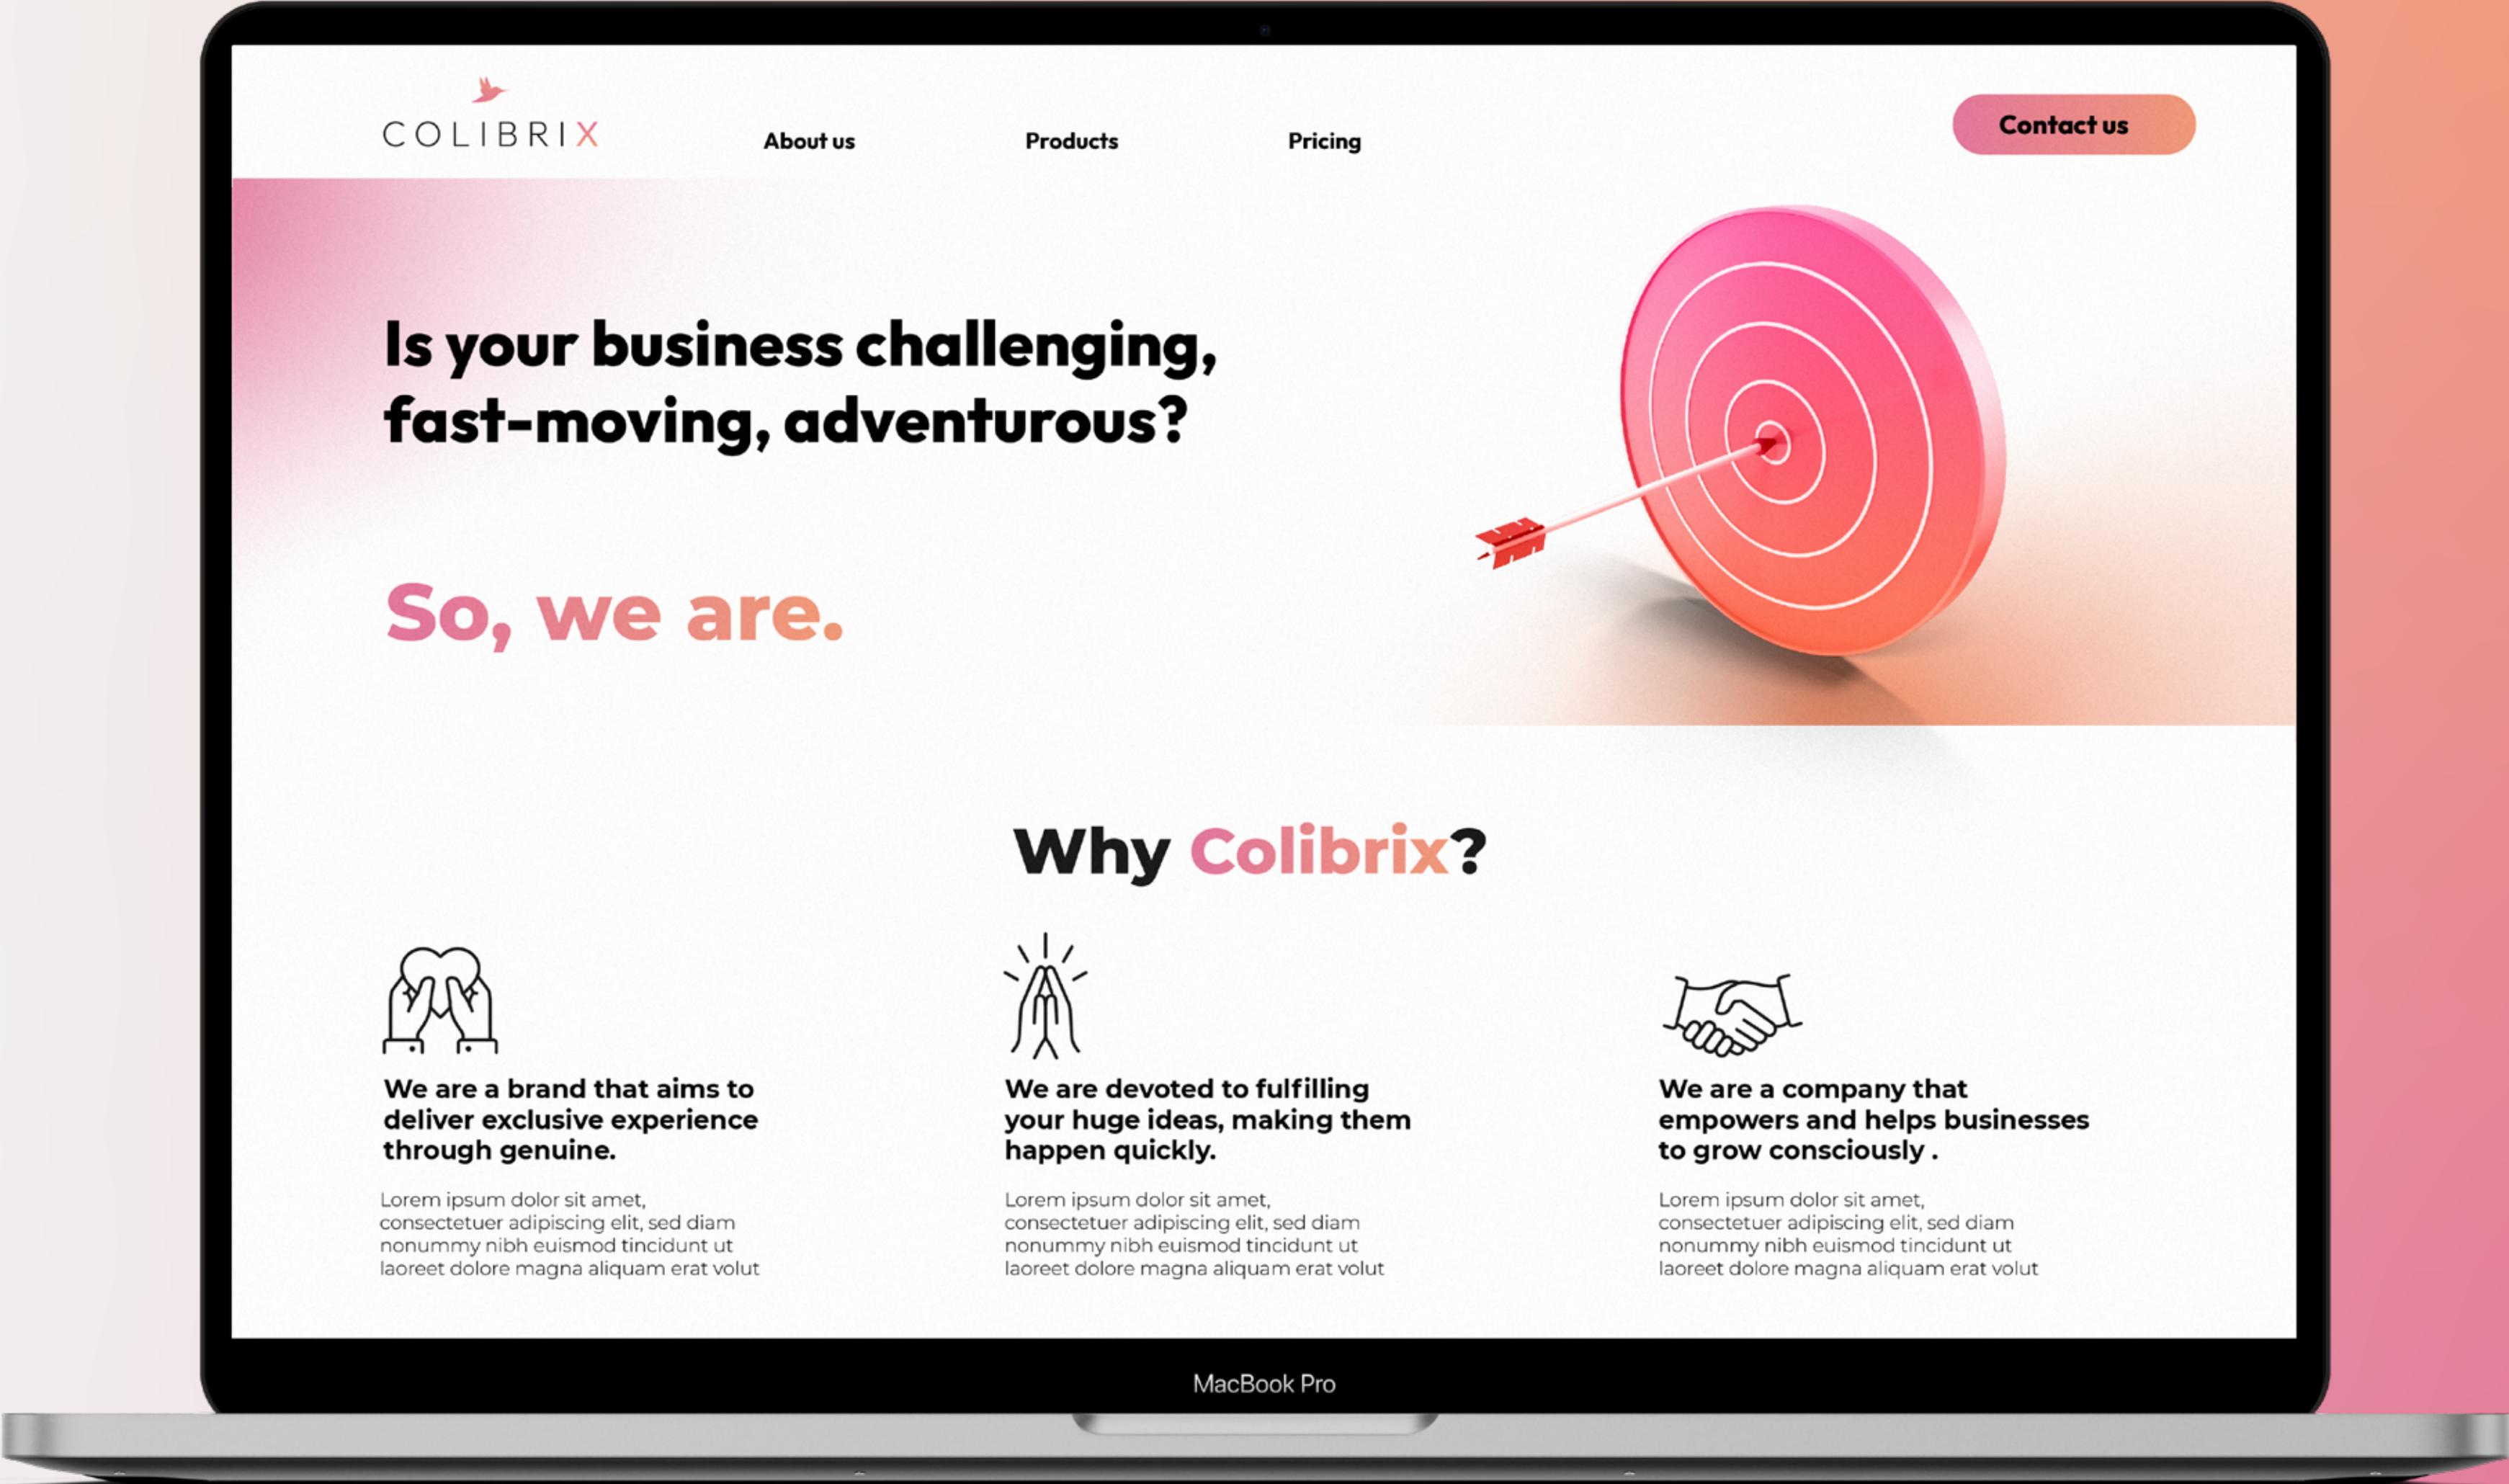 COLIBRIX
About us
Products
Pricing
Contact us
Is your business challenging,
fast-moving, adventurous?
So, we are.
Why Colibrix?
We are a brand that aims to
deliver exclusive experience
through genuine.
Lorem ipsum dolor sit amet,
consectetuer adipiscing elit, sed diam
nonummy nibh euismod tincidunt ut
laoreet dolore magna aliquam erat volut
We are devoted to fulfilling
your huge ideas, making them
happen quickly.
Lorem ipsum dolor sit amet,
consectetuer adipiscing elit, sed diam
nonummy nibh euismod tincidunt ut
laoreet dolore magna aliquam erat volut
We are a company that
empowers and helps businesses
to grow consciously .
Lorem ipsum dolor sit amet,
consectetuer adipiscing elit, sed diam
nonummy nibh euismod tincidunt ut
laoreet dolore magna aliquam erat volut
MacBook Pro